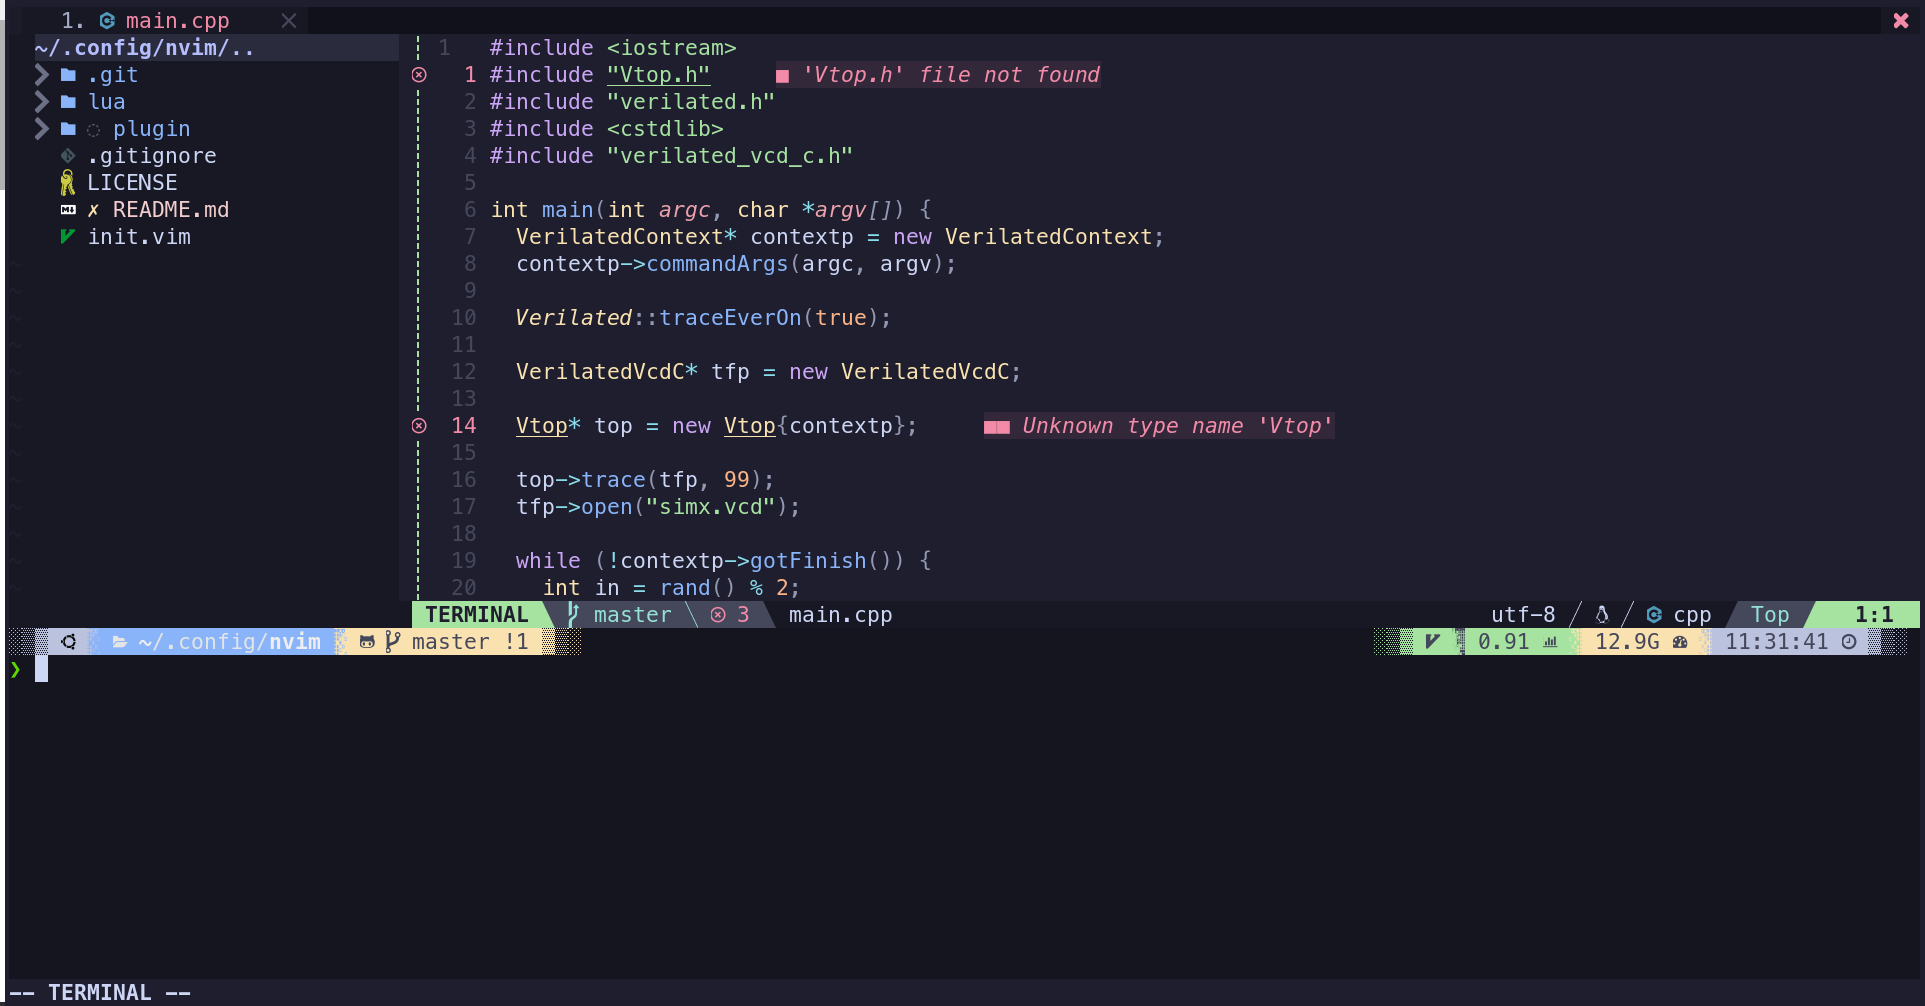 1. main.cpp
~/.config/nvim/..
.git
lua
plugin
.gitignore
LICENSE
README.md
init.vim
1 #include <iostream>
1 #include "Vtop.h" ■ 'Vtop.h' file not found
2 #include "verilated.h"
3 #include <cstdlib>
4 #include "verilated_vcd_c.h"
5
6 int main(int argc, char *argv[]) {
7 VerilatedContext* contextp = new VerilatedContext;
8 contextp->commandArgs(argc, argv);
9
10 Verilated::traceEverOn(true);
11
12 VerilatedVcdC* tfp = new VerilatedVcdC;
13
14 Vtop* top = new Vtop{contextp}; ■■ Unknown type name 'Vtop'
15
16 top->trace(tfp, 99);
17 tfp->open("simx.vcd");
18
19 while (!contextp->gotFinish()) {
20 int in = rand() % 2;
TERMINAL master 3 main.cpp utf-8 cpp Top 1:1
~/.config/nvim master !1 0.91 12.9G 11:31:41
❯
-- TERMINAL --